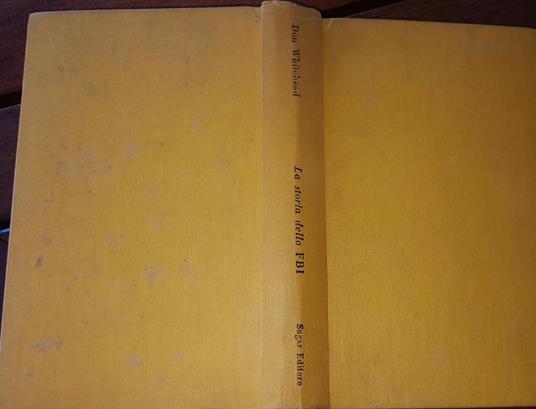 Don Whitehead
La storia dello FBI
Sugar Editore